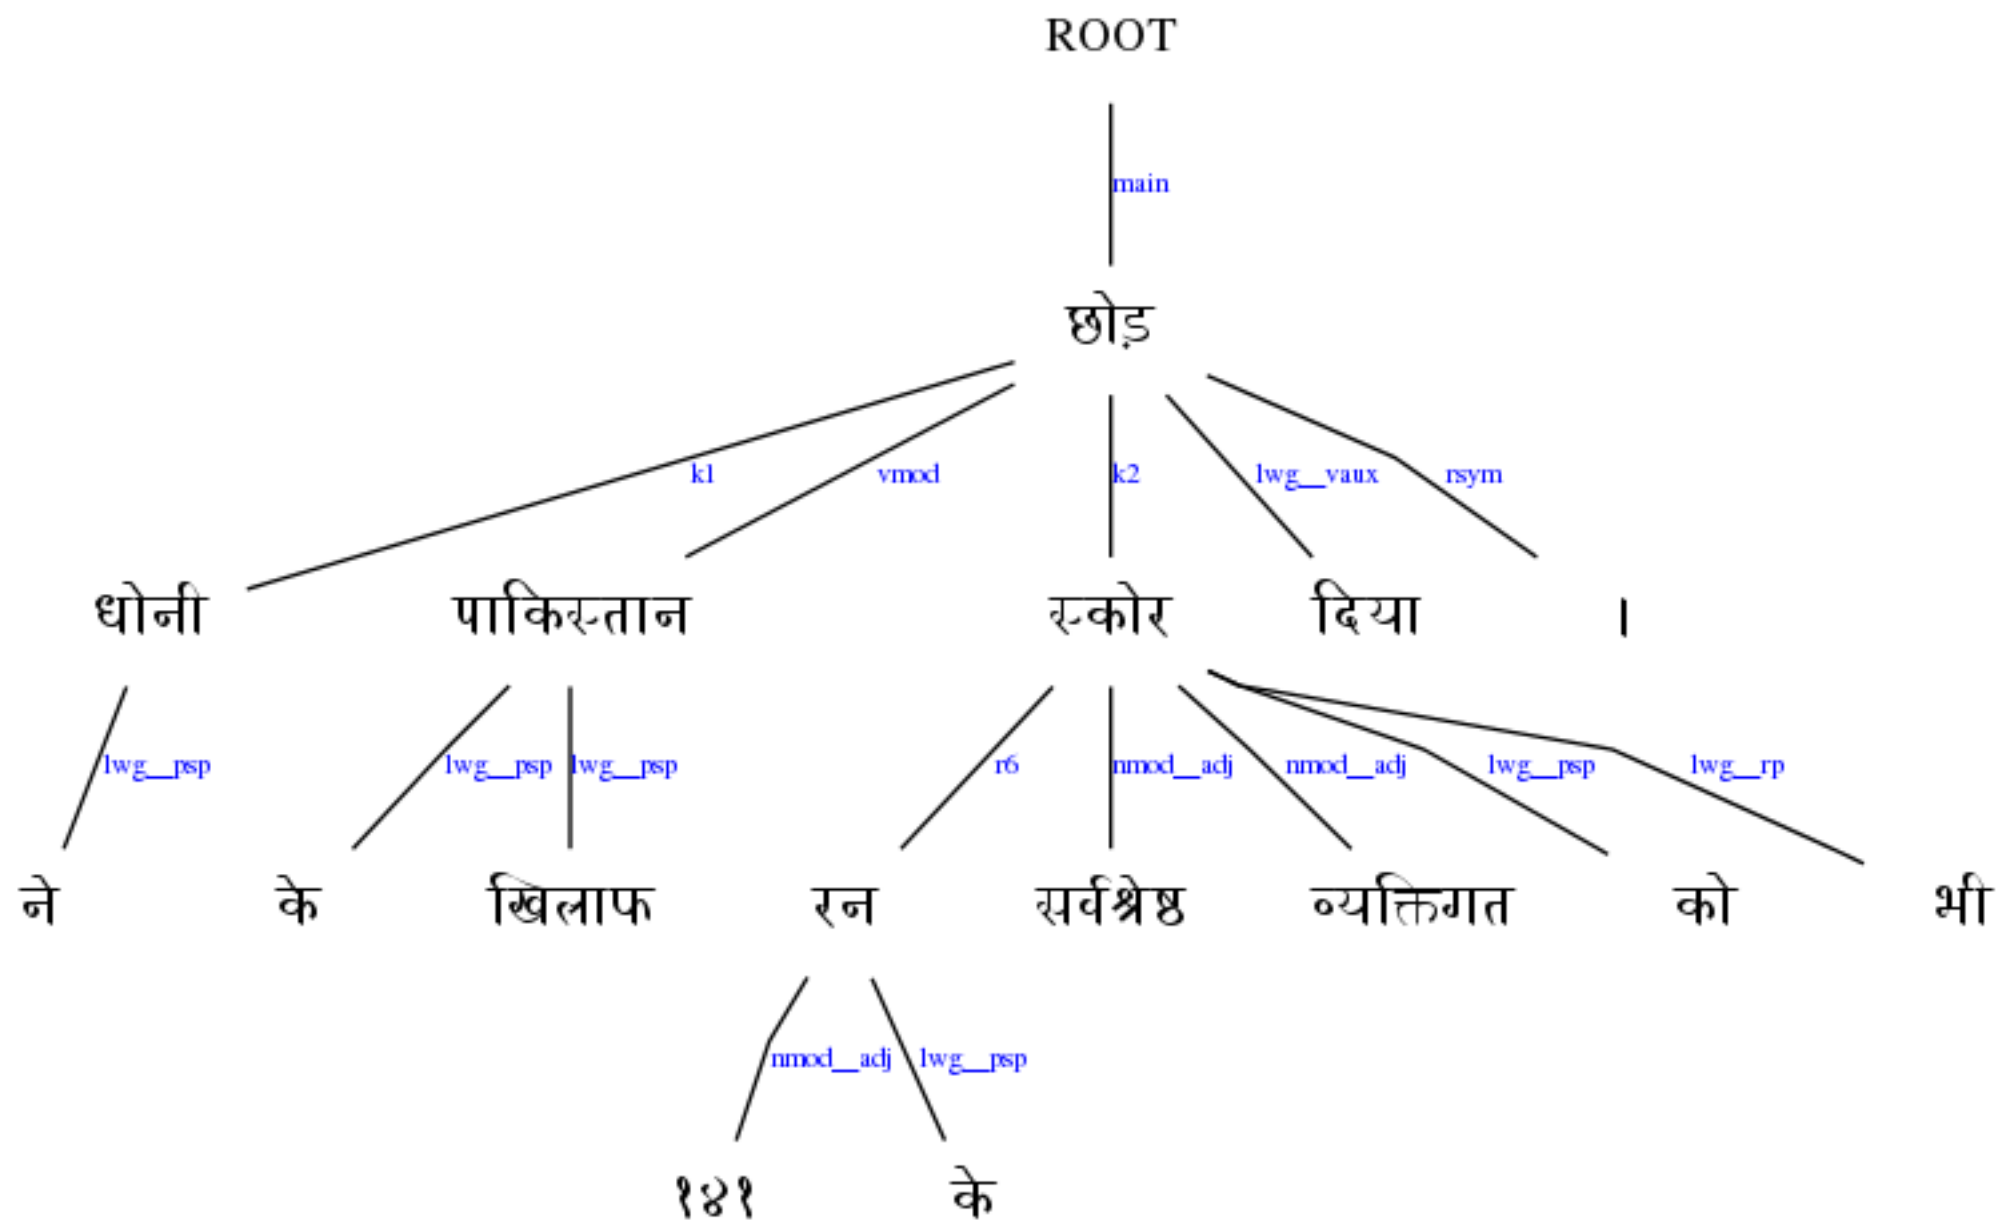 ROOT
main
छोड़
k1 vmod k2 lwg__vaux rsym
धोनी पाकिस्तान स्कोर दिया ।
lwg__psp lwg__psp lwg__psp r6 nmod__adj nmod__adj lwg__psp lwg__rp
ने के खिलाफ रन सर्वश्रेष्ठ व्यक्तिगत को भी
nmod__adj lwg__psp
१४१ के